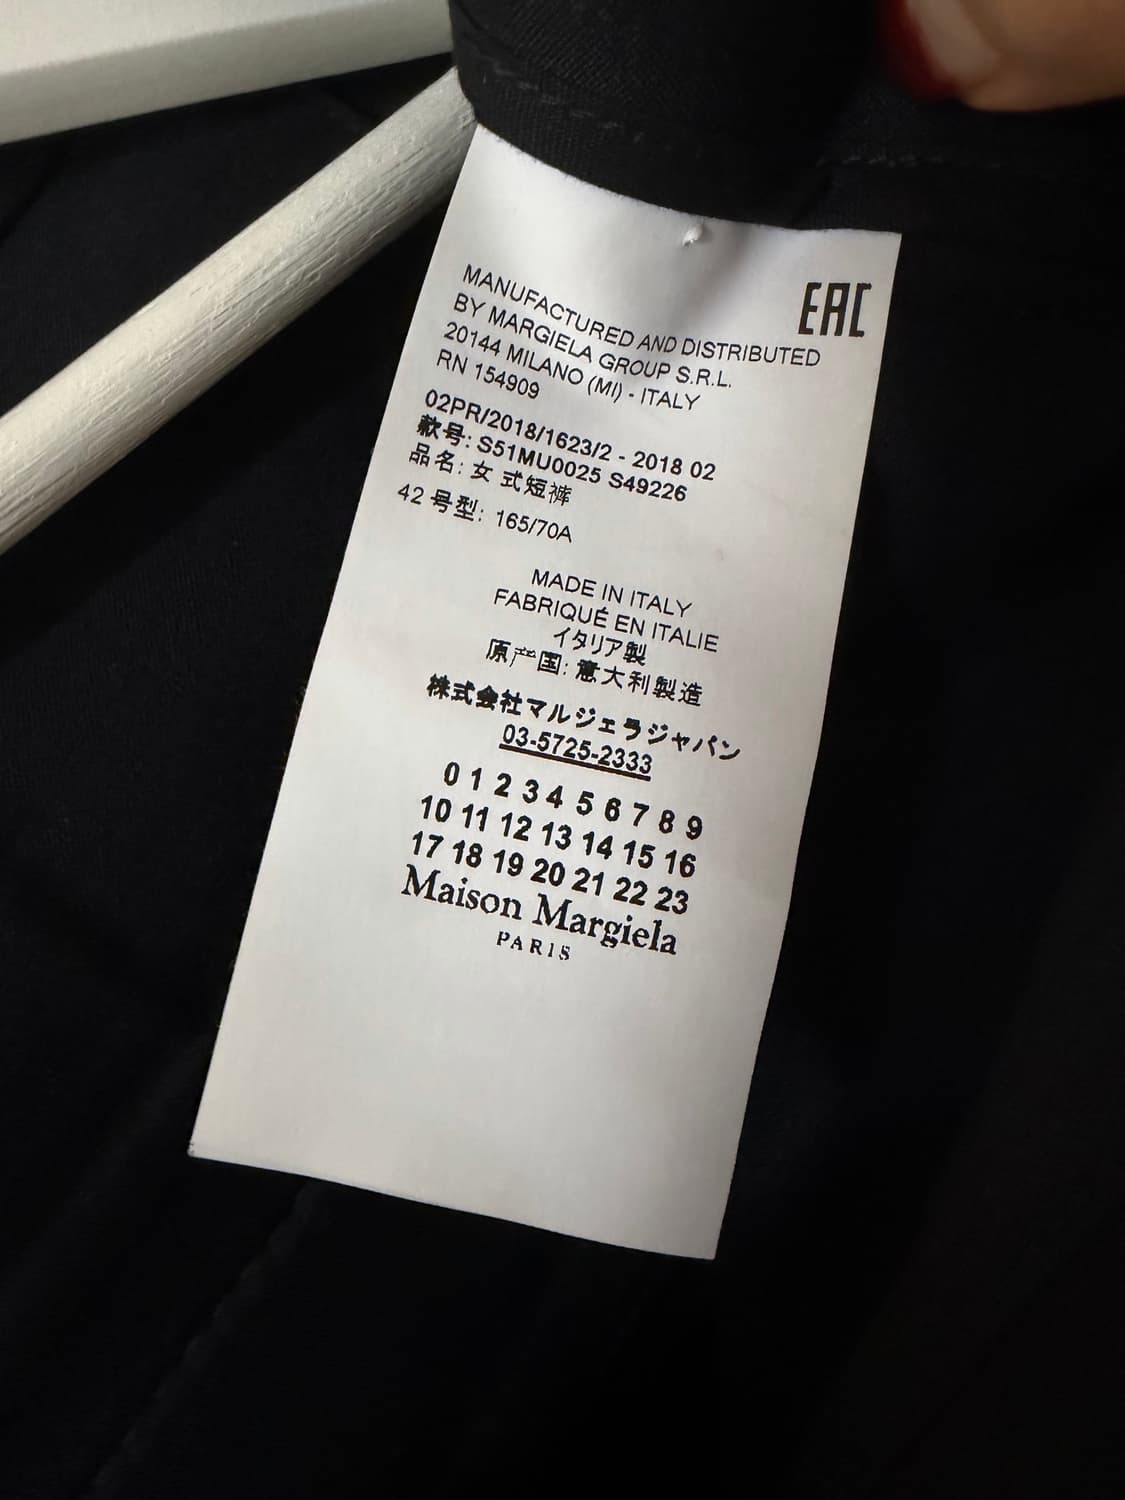 EAC
MANUFACTURED AND DISTRIBUTED
BY MARGIELA GROUP S.R.L.
20144 MILANO (MI) - ITALY
RN 154909
02PR/2018/1623/2 - 2018 02
款号: S51MU0025 S49226
品名: 女 式短裤
42 号型: 165/70A
MADE IN ITALY
FABRIQUÉ EN ITALIE
イタリア製
原产国: 意大利製造
株式会社マルジェラジャパン
03-5725-2333
0 1 2 3 4 5 6 7 8 9
10 11 12 13 14 15 16
17 18 19 20 21 22 23
Maison Margiela
PARIS